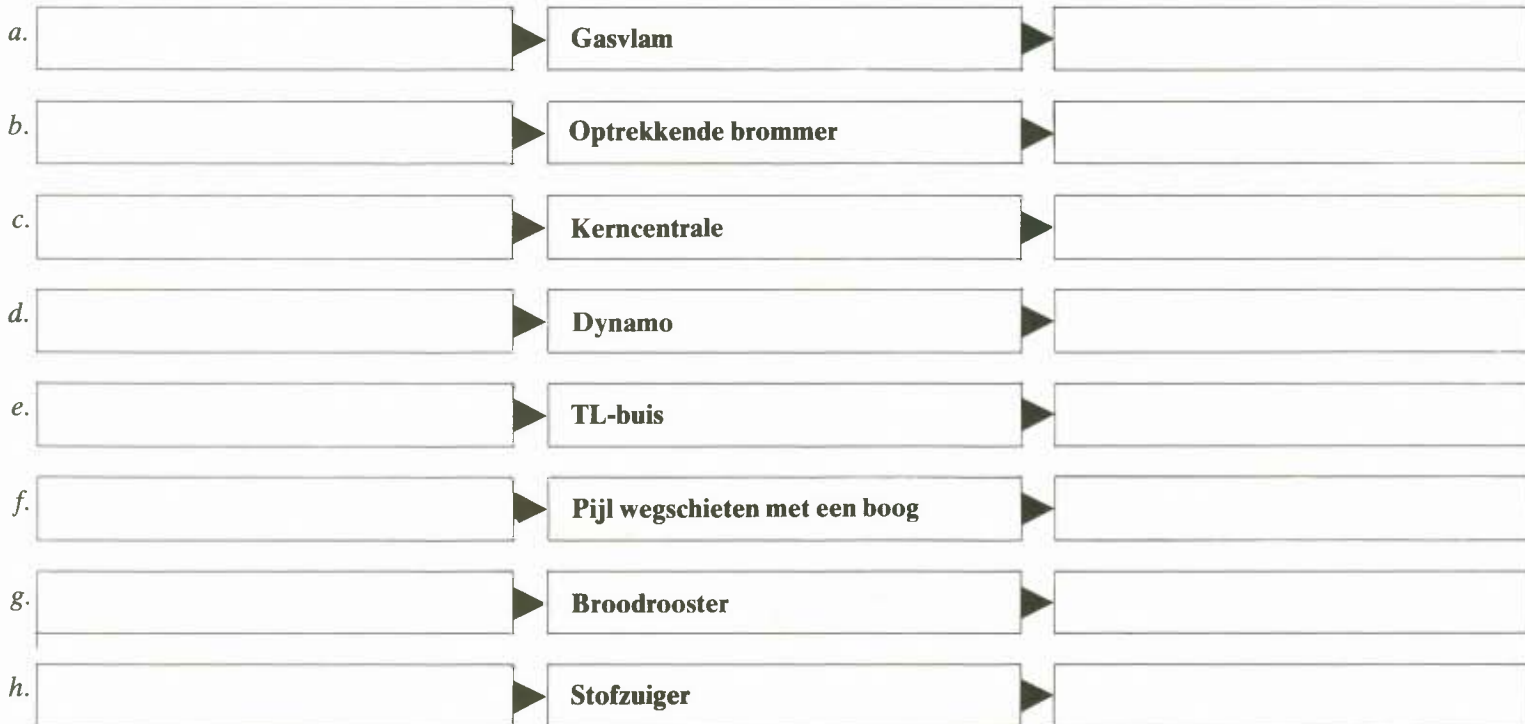 a. Gasvlam
b. Optrekkende brommer
c. Kerncentrale
d. Dynamo
e. TL-buis
f. Pijl wegschieten met een boog
g. Broodrooster
h. Stofzuiger